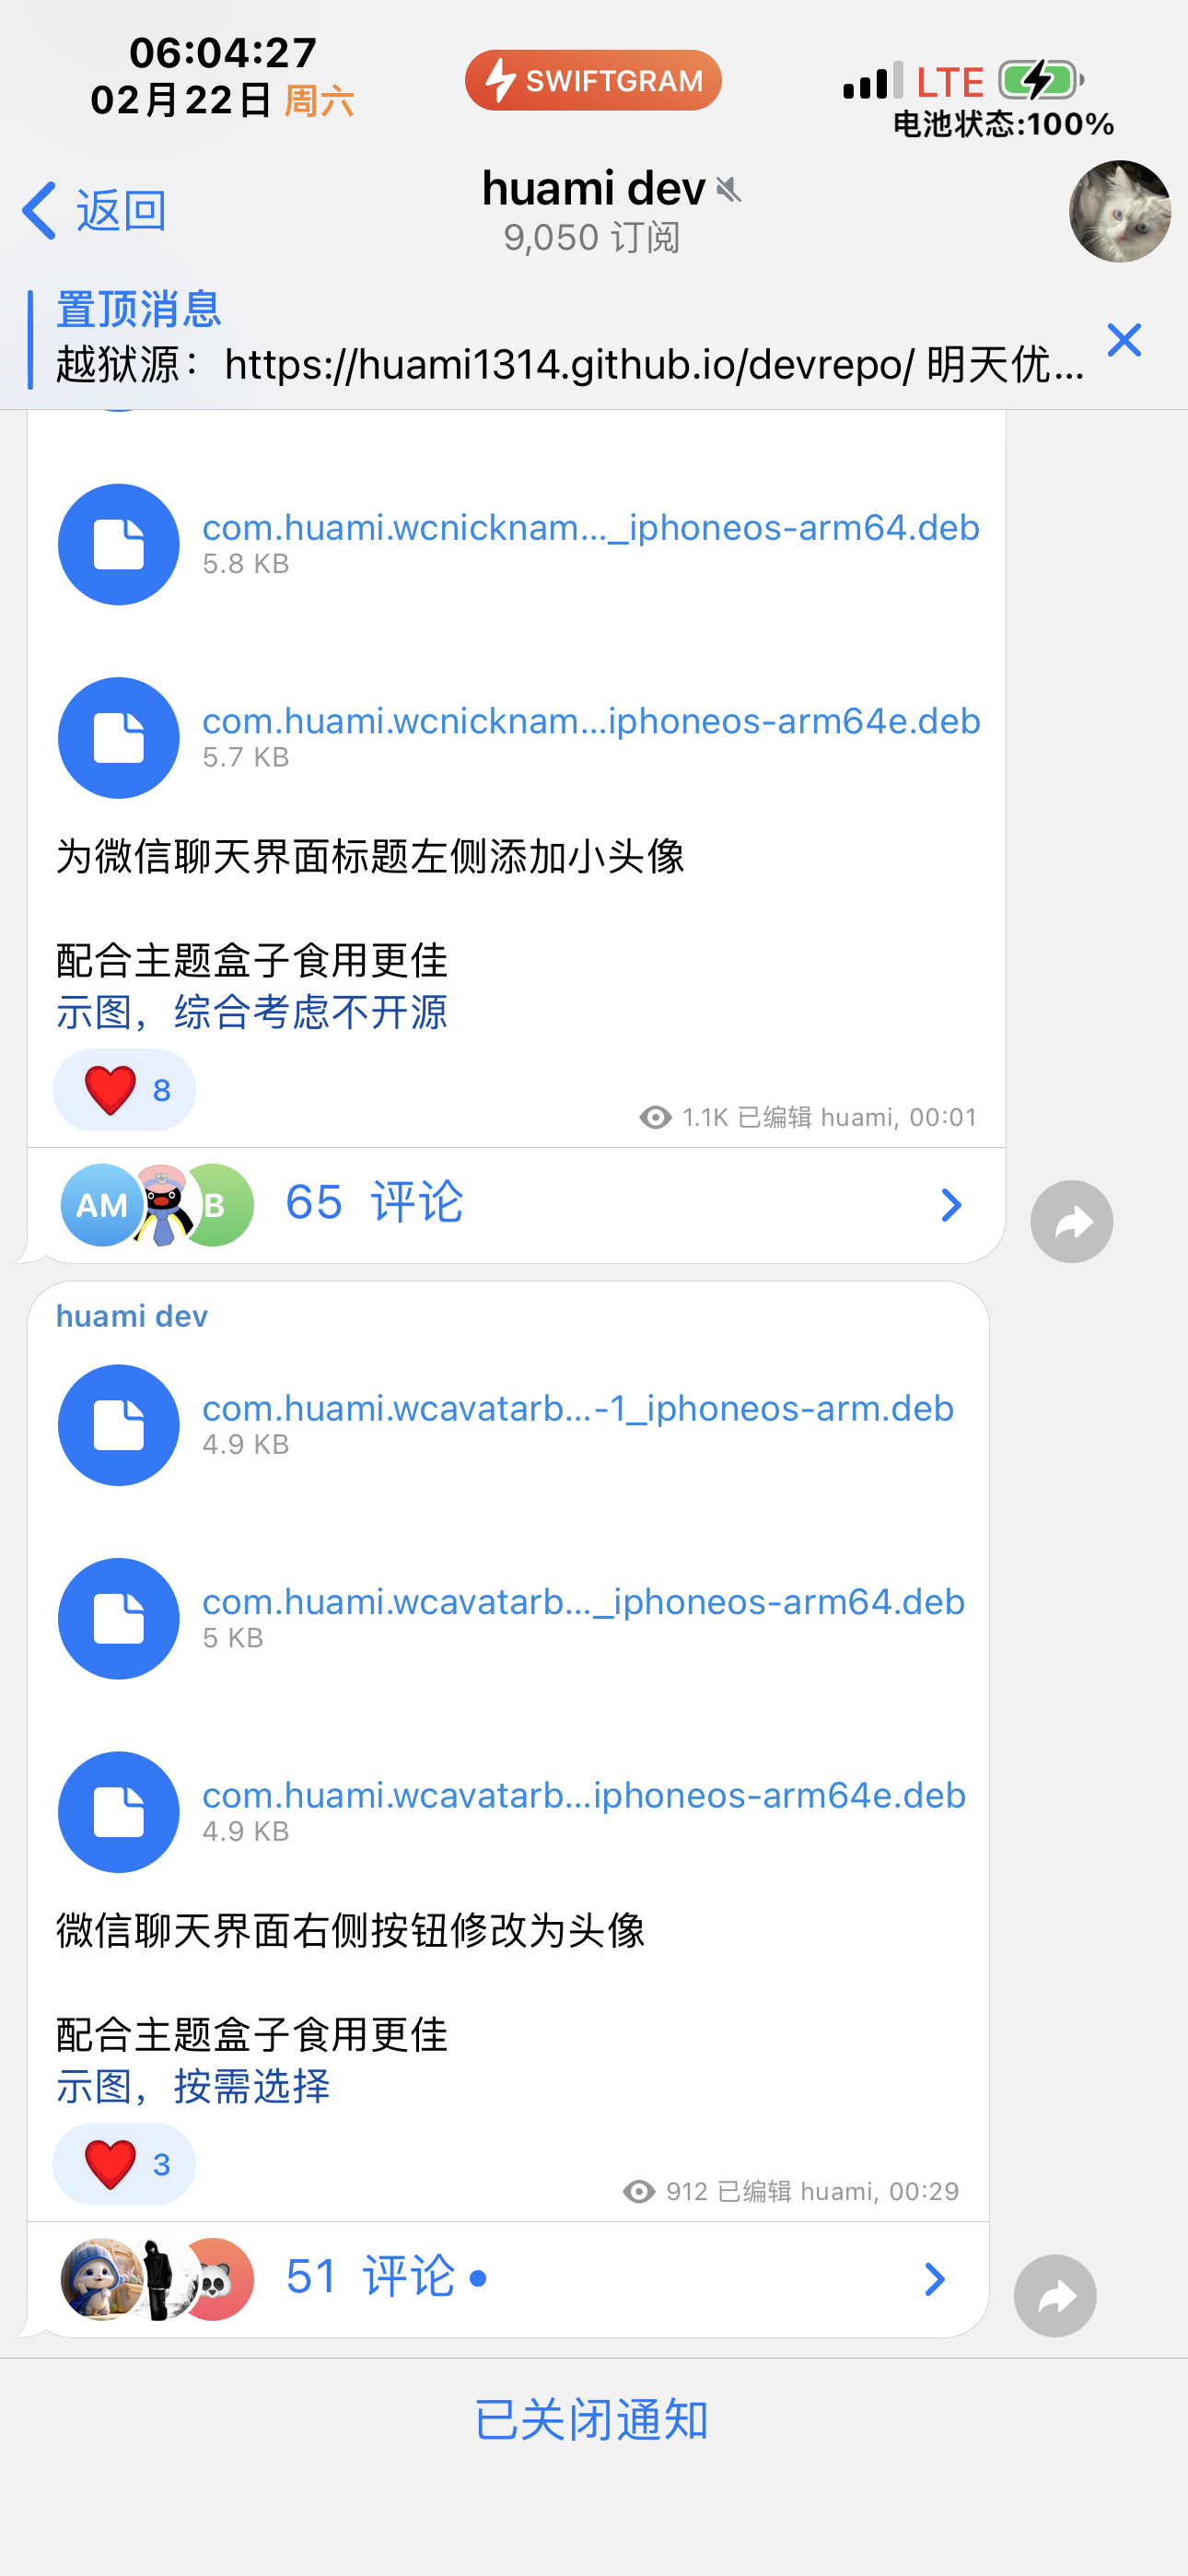 06:04:27
02月22日 周六
SWIFTGRAM
LTE
电池状态:100%
返回
huami dev
9,050 订阅
置顶消息
越狱源：https://huami1314.github.io/devrepo/ 明天优...
com.huami.wcnicknam..._iphoneos-arm64.deb
5.8 KB
com.huami.wcnicknam...iphoneos-arm64e.deb
5.7 KB
为微信聊天界面标题左侧添加小头像
配合主题盒子食用更佳
示图，综合考虑不开源
8
1.1K 已编辑 huami, 00:01
AM
B
65 评论
huami dev
com.huami.wcavatarb...-1_iphoneos-arm.deb
4.9 KB
com.huami.wcavatarb..._iphoneos-arm64.deb
5 KB
com.huami.wcavatarb...iphoneos-arm64e.deb
4.9 KB
微信聊天界面右侧按钮修改为头像
配合主题盒子食用更佳
示图，按需选择
3
912 已编辑 huami, 00:29
51 评论
已关闭通知